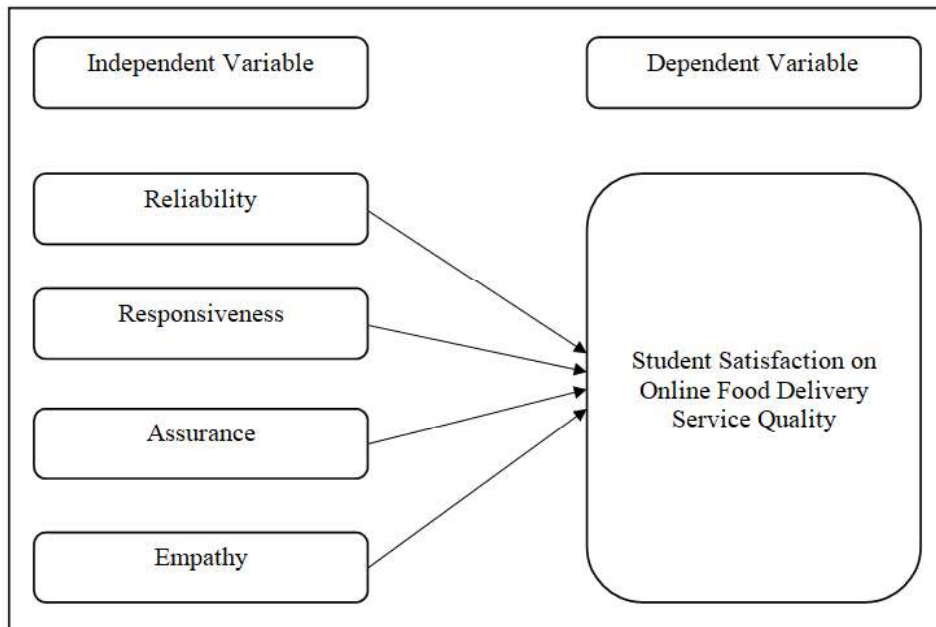 Independent Variable
Dependent Variable
Reliability
Responsiveness
Assurance
Empathy
Student Satisfaction on
Online Food Delivery
Service Quality